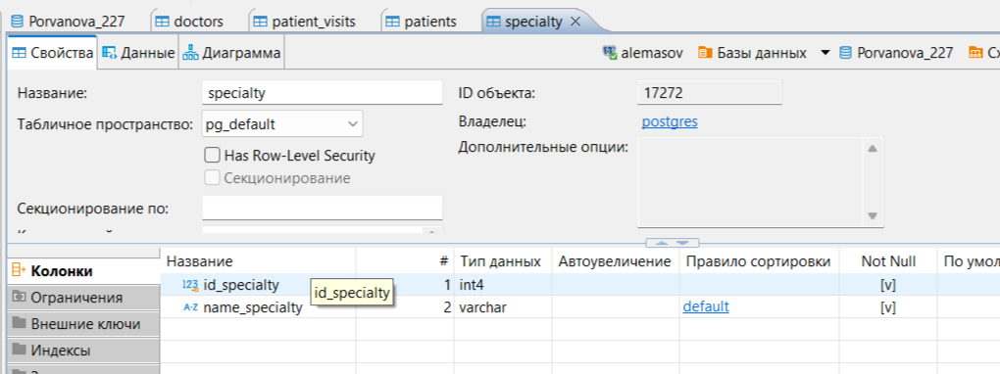 Porvanova_227 doctors patient_visits patients specialty
Свойства Данные Диаграмма alemasov Базы данных Porvanova_227
Название: specialty ID объекта: 17272
Табличное пространство: pg_default Владелец: postgres
Дополнительные опции:
Has Row-Level Security
Секционирование
Секционирование по:
Колонки Название # Тип данных Автоувеличение Правило сортировки Not Null По умол
123 id_specialty id_specialty 1 int4 [v]
Ограничения A-Z name_specialty 2 varchar default [v]
Внешние ключи
Индексы